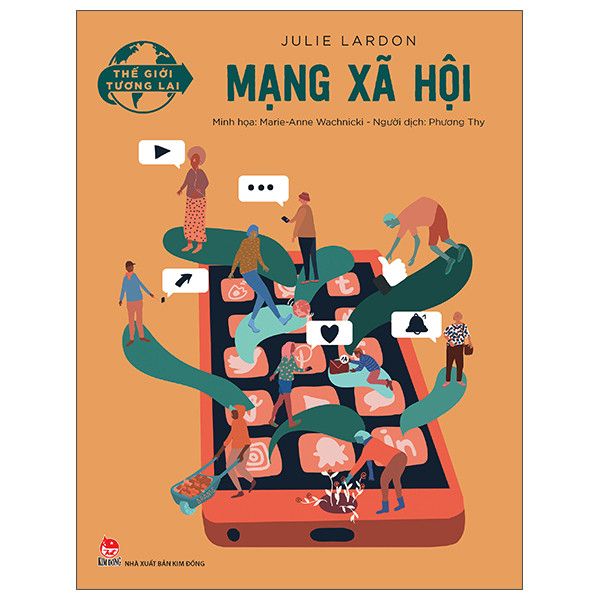 JULIE LARDON
THẾ GIỚI
TƯƠNG LAI
MẠNG XÃ HỘI
Minh họa: Marie-Anne Wachnicki - Người dịch: Phương Thy
KIM ĐỒNG
NHÀ XUẤT BẢN KIM ĐỒNG